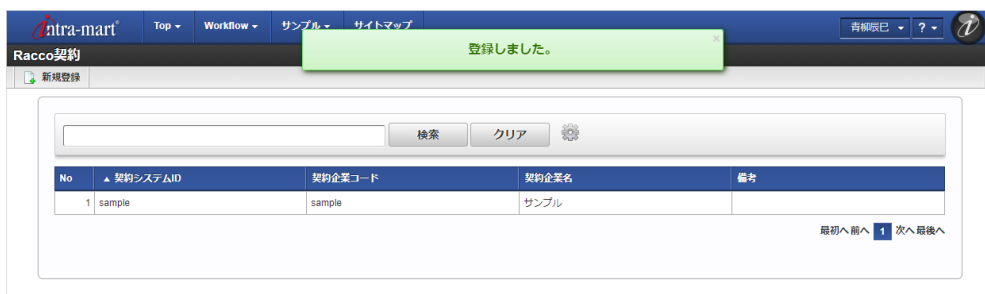 intra-mart Top Workflow サンプル サイトマップ 青柳辰巳 ?
登録しました。 ×
Racco契約
新規登録
検索 クリア
No ▲ 契約システムID 契約企業コード 契約企業名 備考
1 sample sample サンプル
最初へ 前へ 1 次へ 最後へ